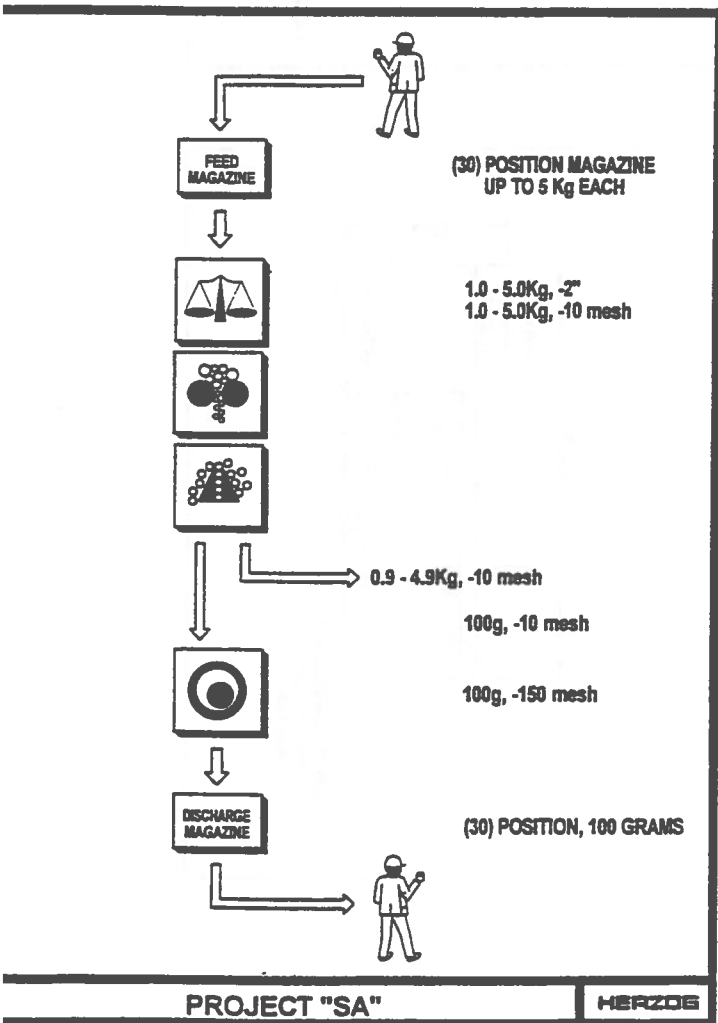 FEED
MAGAZINE
(30) POSITION MAGAZINE
UP TO 5 Kg EACH
1.0 - 5.0Kg, -2"
1.0 - 5.0Kg, -10 mesh
0.9 - 4.9Kg, -10 mesh
100g, -10 mesh
100g, -150 mesh
DISCHARGE
MAGAZINE
(30) POSITION, 100 GRAMS
PROJECT "SA"
HERZOG